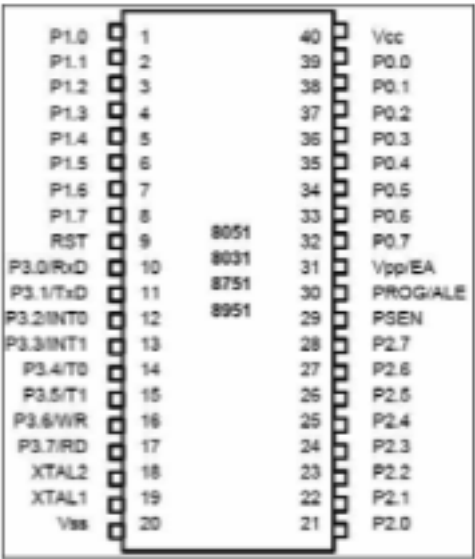 P1.0 1 40 Vcc
P1.1 2 39 P0.0
P1.2 3 38 P0.1
P1.3 4 37 P0.2
P1.4 5 36 P0.3
P1.5 6 35 P0.4
P1.6 7 34 P0.5
P1.7 8 33 P0.6
RST 9 8051 32 P0.7
P3.0/RxD 10 8031 31 Vpp/EA
P3.1/TxD 11 8751 30 PROG/ALE
P3.2/INT0 12 8951 29 PSEN
P3.3/INT1 13 28 P2.7
P3.4/T0 14 27 P2.6
P3.5/T1 15 26 P2.5
P3.6/WR 16 25 P2.4
P3.7/RD 17 24 P2.3
XTAL2 18 23 P2.2
XTAL1 19 22 P2.1
Vss 20 21 P2.0